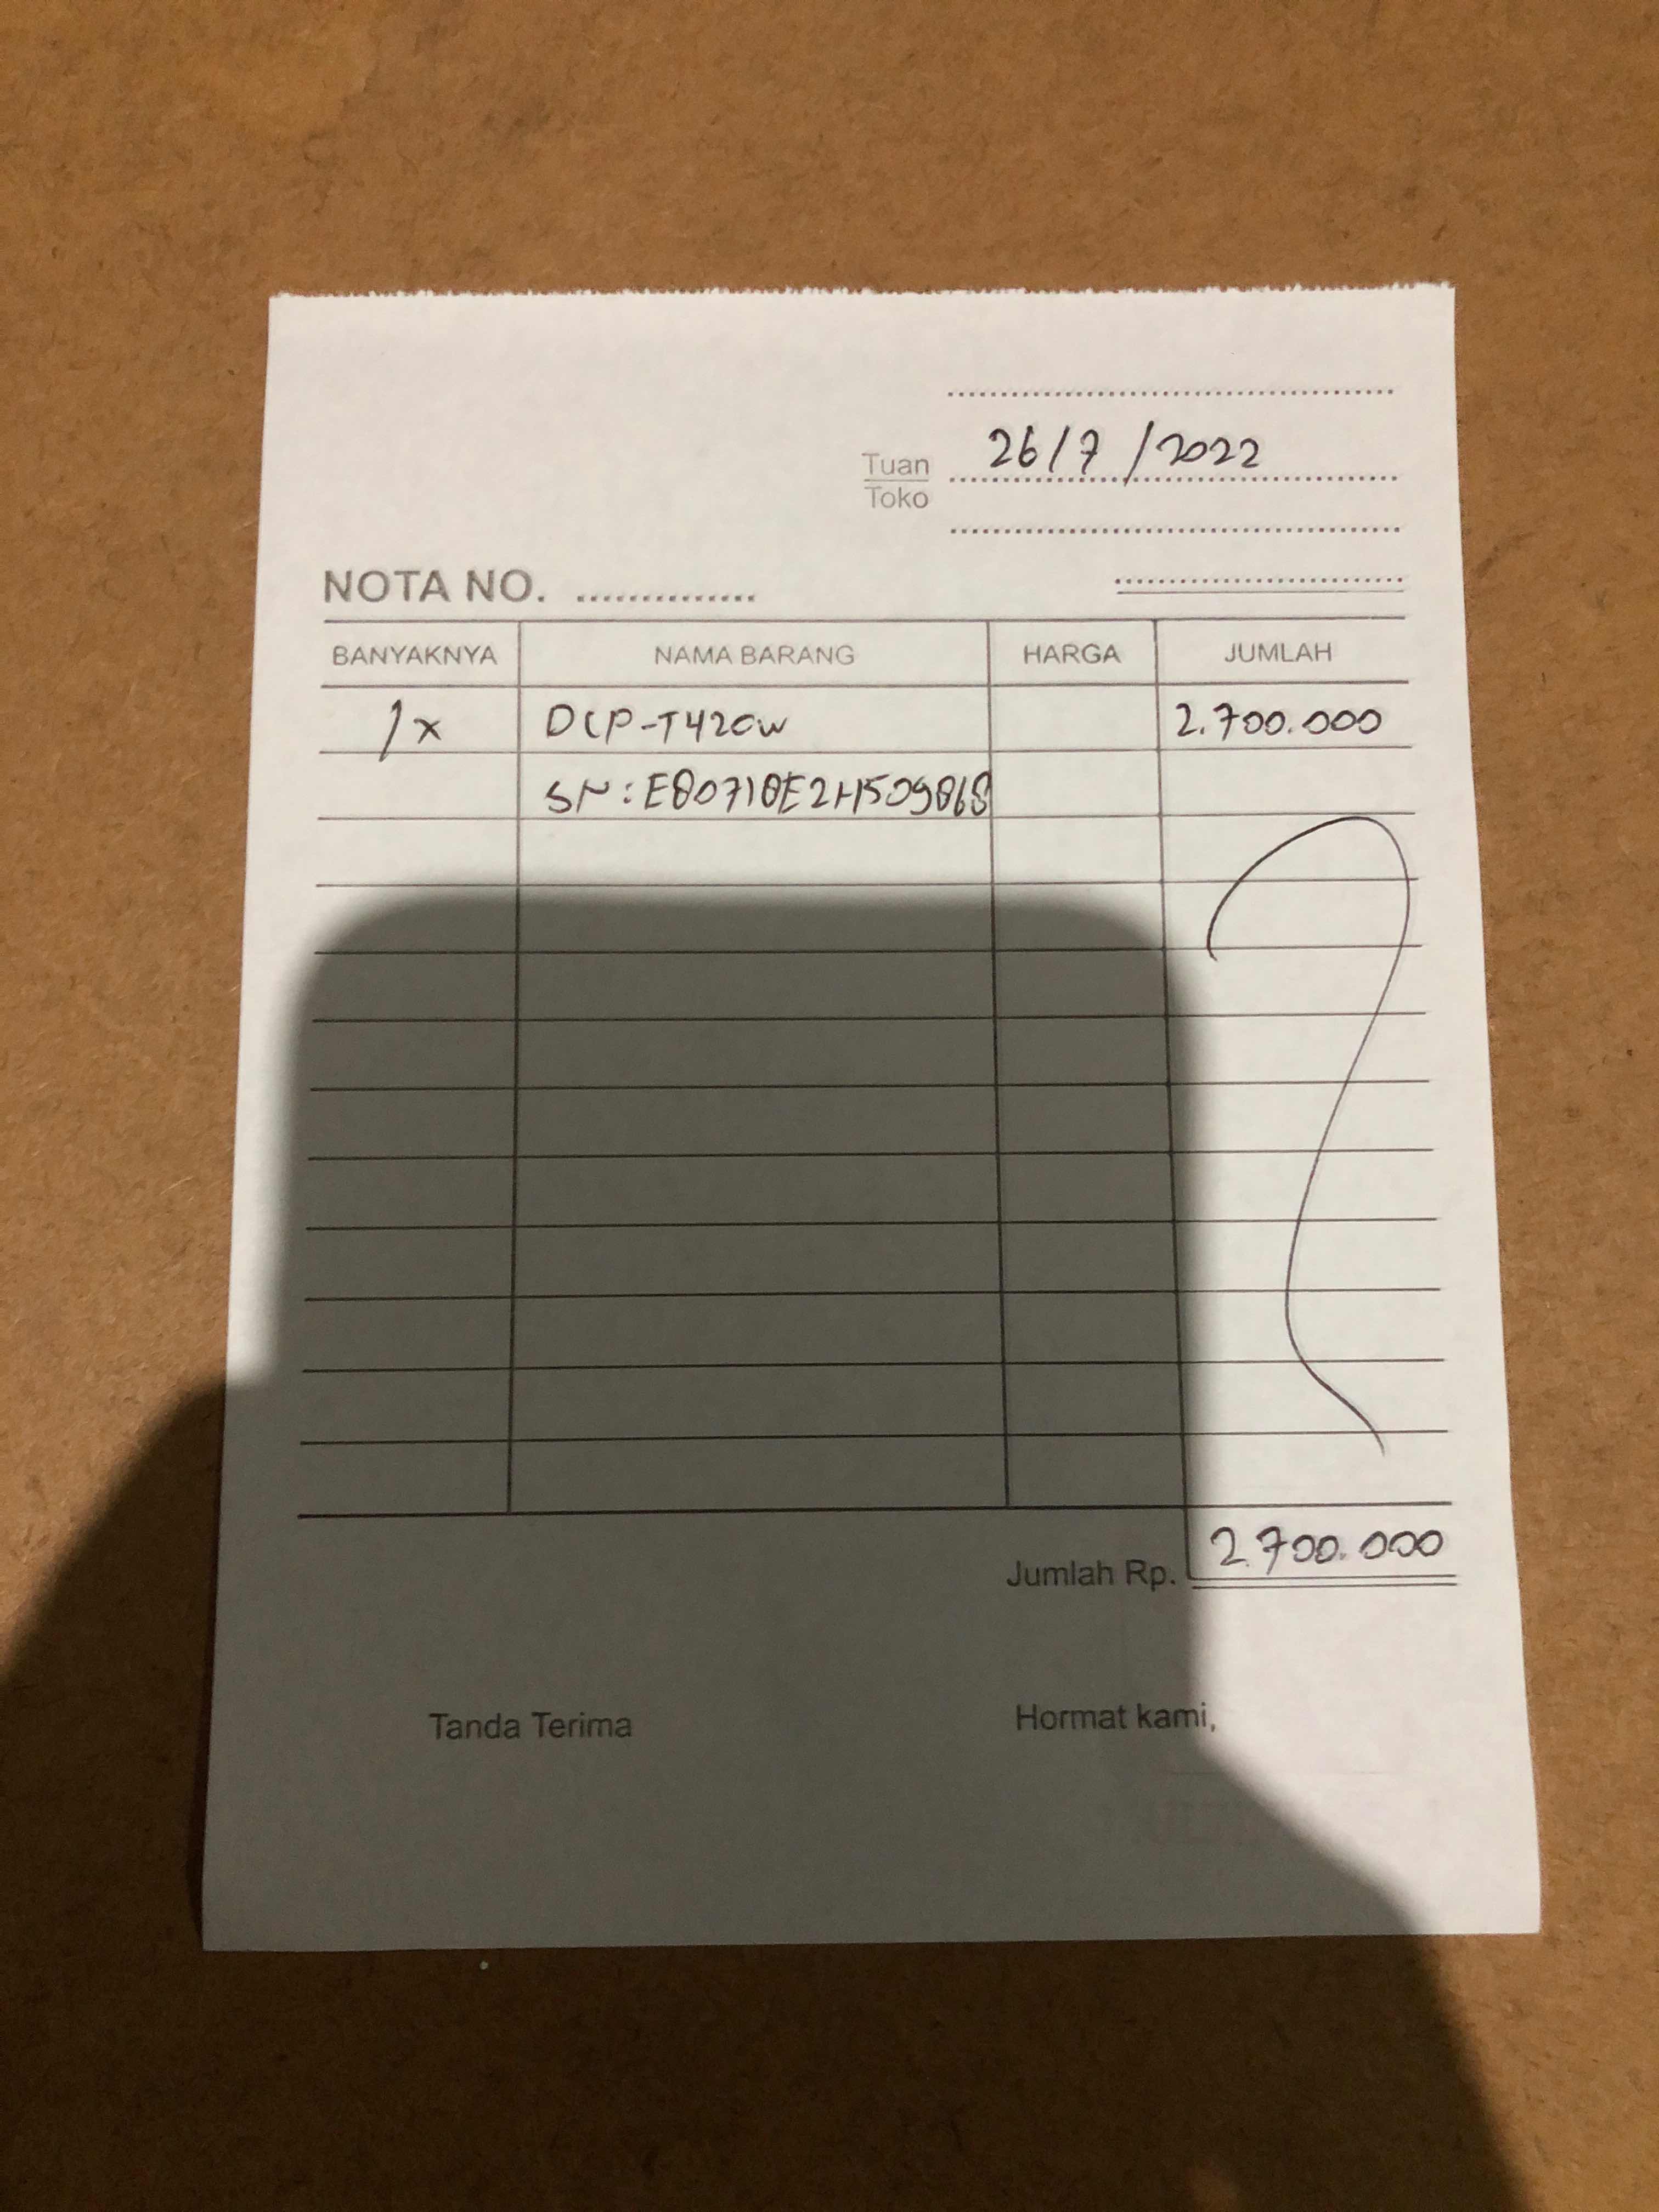 26/7/2022
Tuan
Toko
NOTA NO. ..............
BANYAKNYA NAMA BARANG HARGA JUMLAH
1x DCP-T420W 2.700.000
SN: E80718E2H509868
Jumlah Rp. 2.700.000
Tanda Terima Hormat kami,